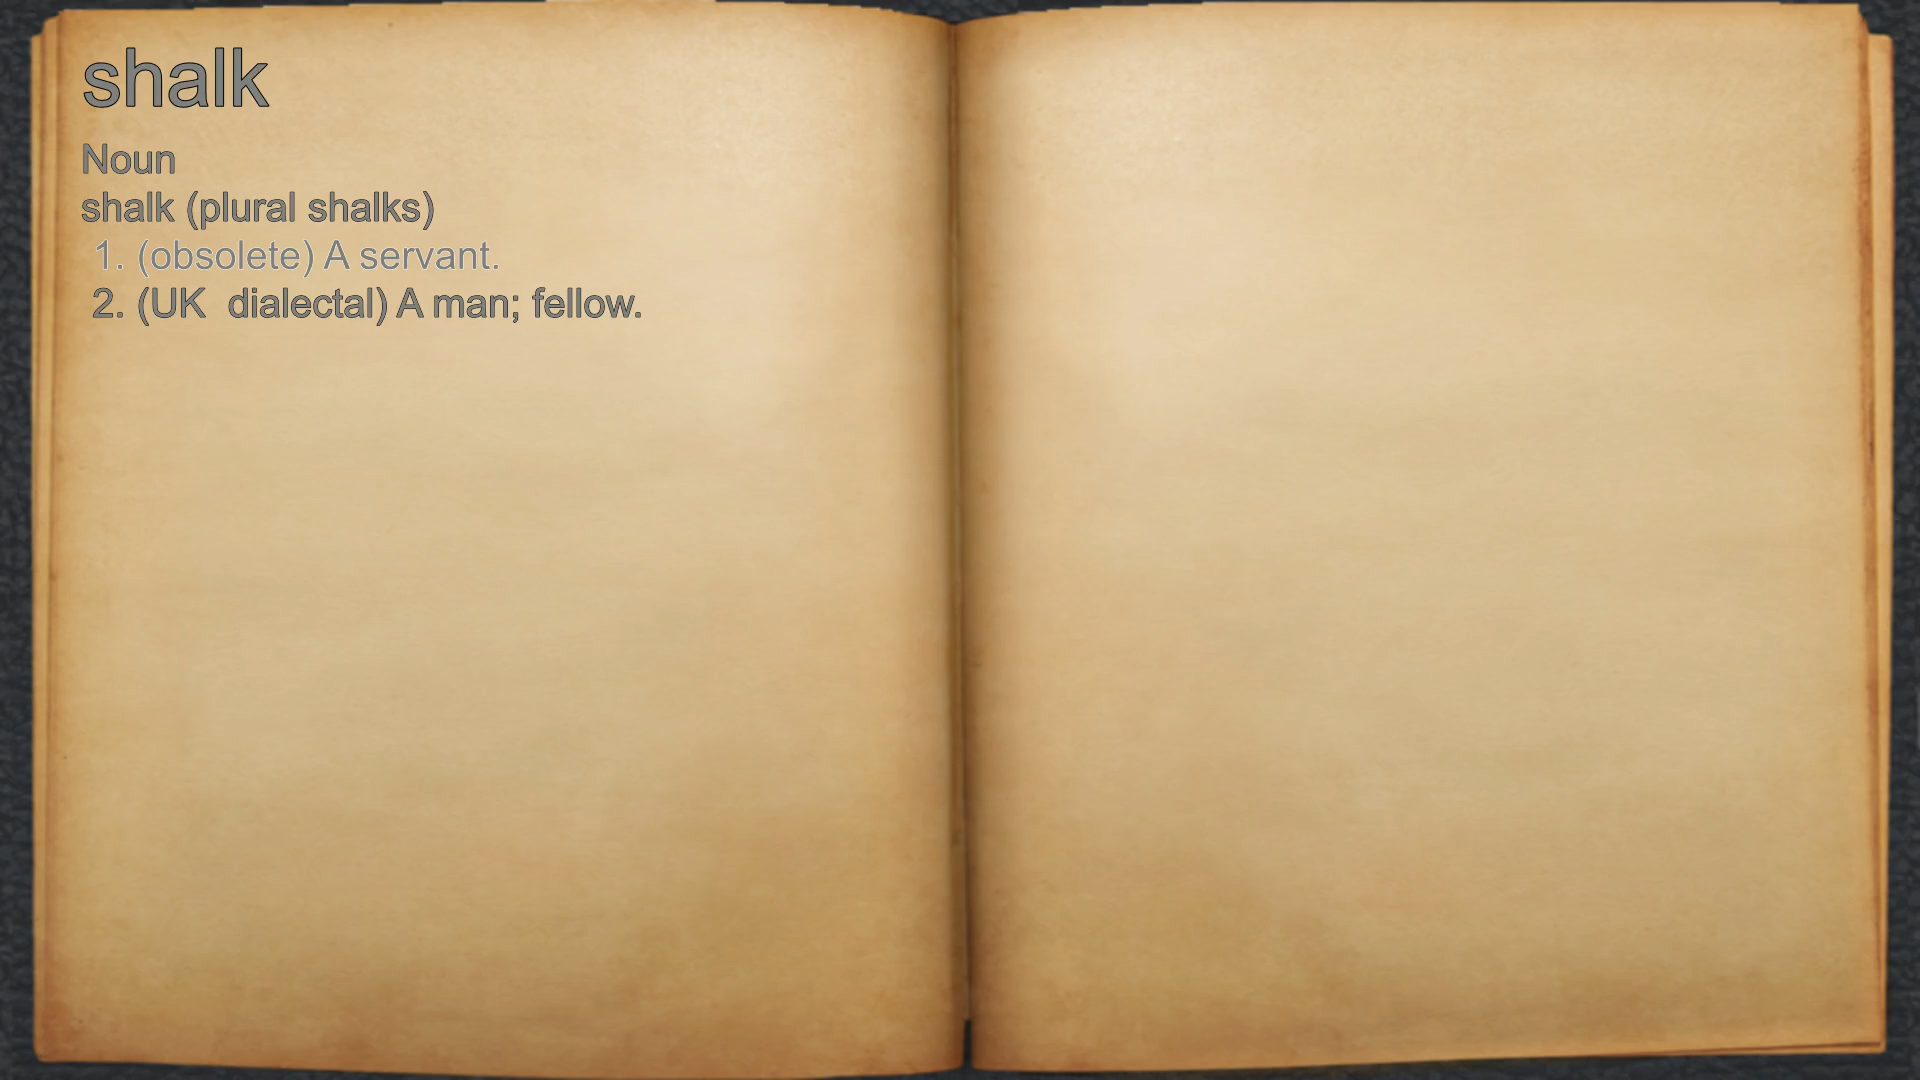 shalk
Noun
shalk (plural shalks)
1. (obsolete) A servant.
2. (UK  dialectal) A man; fellow.